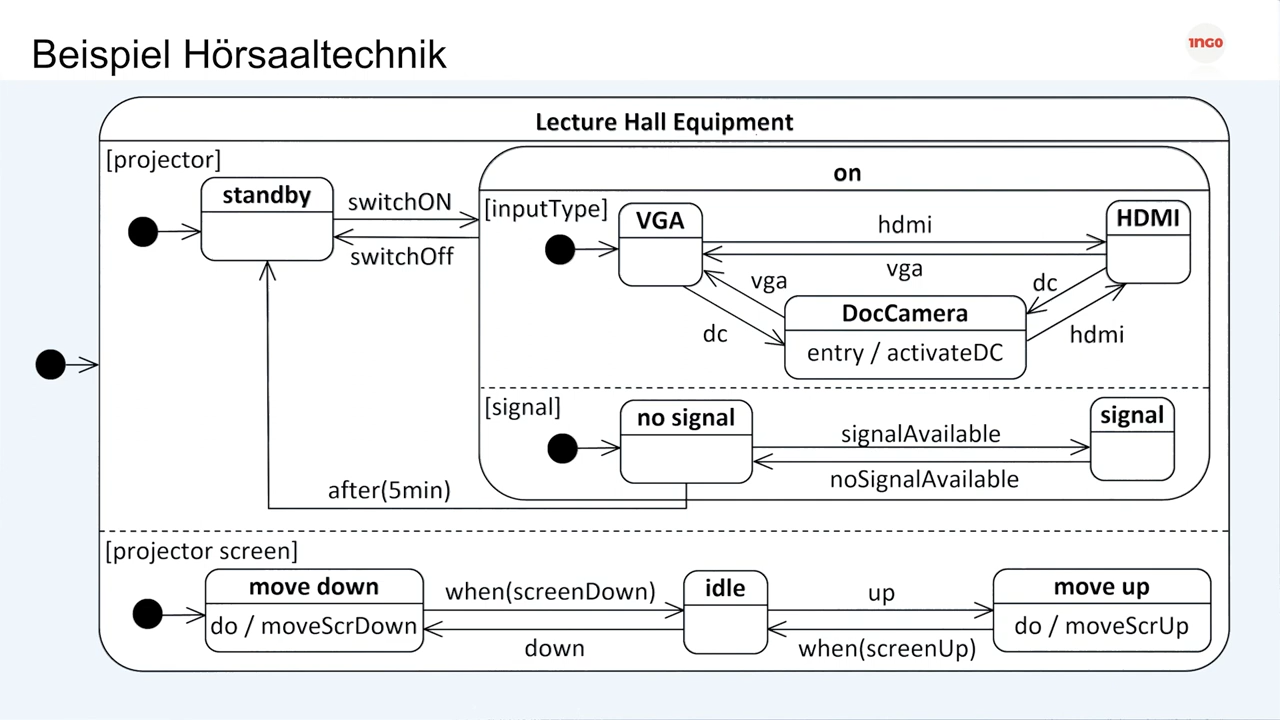 Beispiel Hörsaaltechnik
1NGO
Lecture Hall Equipment
[projector]
standby
switchON
switchOff
on
[inputType]
VGA
hdmi
vga
HDMI
vga
dc
dc
hdmi
DocCamera
entry / activateDC
[signal]
no signal
signalAvailable
noSignalAvailable
signal
after(5min)
[projector screen]
move down
do / moveScrDown
when(screenDown)
down
idle
up
when(screenUp)
move up
do / moveScrUp